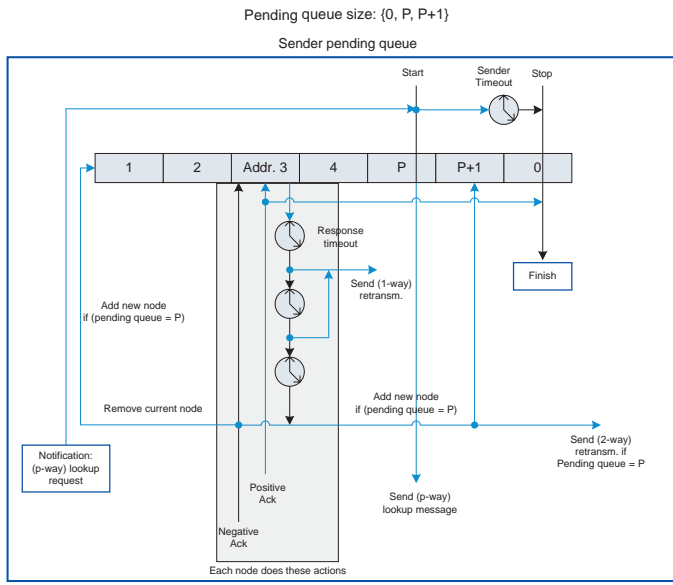 Pending queue size: {0, P, P+1}
Sender pending queue
Start
Sender
Timeout
Stop
1
2
Addr. 3
4
P
P+1
0
Response
timeout
Finish
Send (1-way)
retransm.
Add new node
if (pending queue = P)
Remove current node
Add new node
if (pending queue = P)
Notification:
(p-way) lookup
request
Send (2-way)
retransm. if
Pending queue = P
Positive
Ack
Send (p-way)
lookup message
Negative
Ack
Each node does these actions